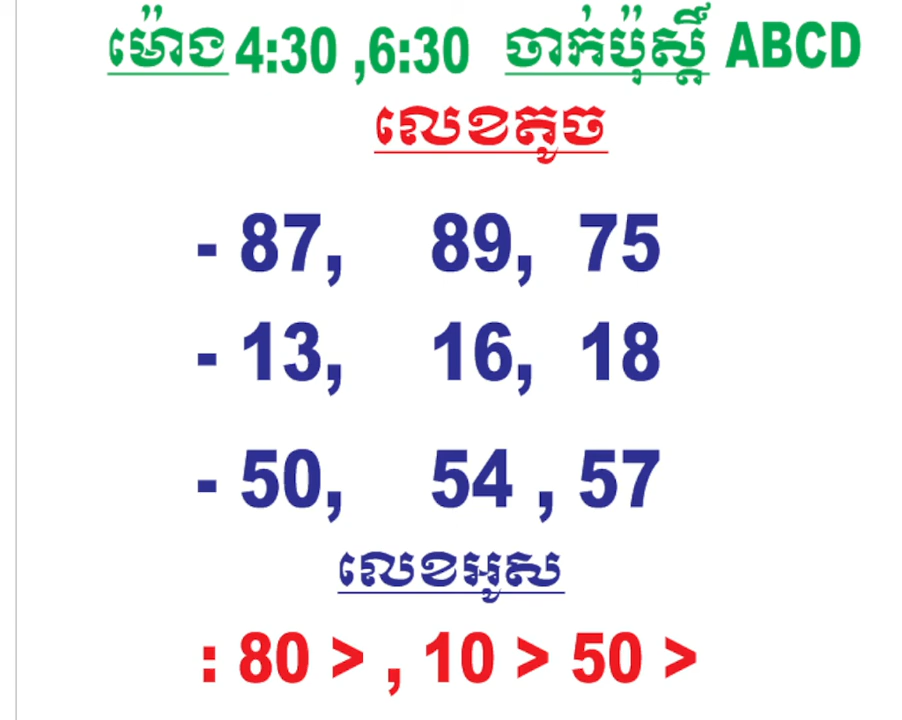 ម៉ោង 4:30 ,6:30 ចាក់ប៉ុស្តិ៍ ABCD
លេខតូច
- 87, 89, 75
- 13, 16, 18
- 50, 54 , 57
លេខអូស
: 80 > , 10 > 50 >